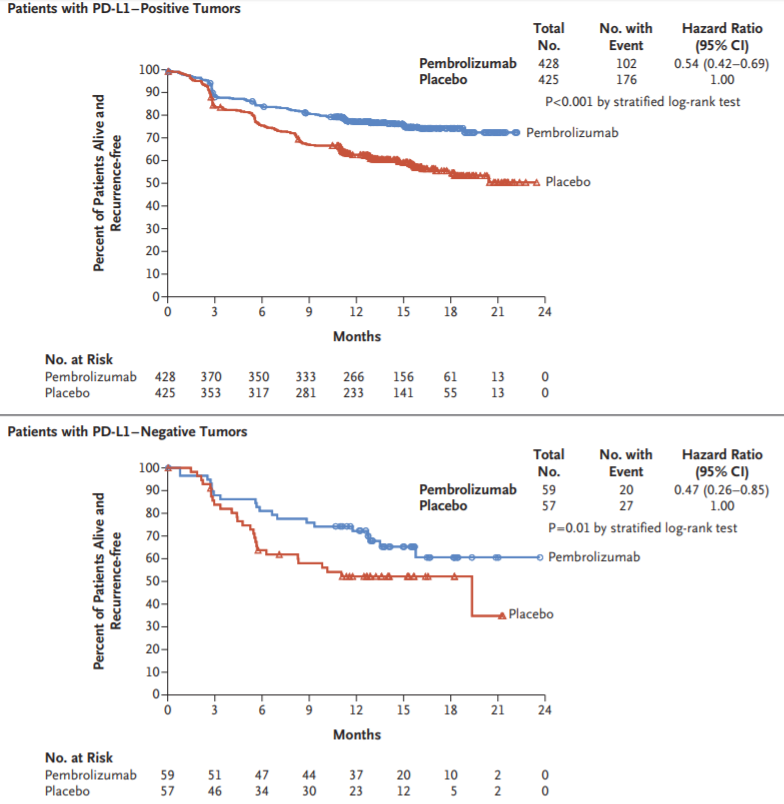 Patients with PD-L1–Positive Tumors
Total No. No. with Event Hazard Ratio (95% CI)
Pembrolizumab 428 102 0.54 (0.42–0.69)
Placebo 425 176 1.00
P<0.001 by stratified log-rank test
Percent of Patients Alive and Recurrence-free
100
90
80
70
60
50
40
30
20
10
0
Pembrolizumab
Placebo
0 3 6 9 12 15 18 21 24
Months
No. at Risk
Pembrolizumab 428 370 350 333 266 156 61 13 0
Placebo 425 353 317 281 233 141 55 13 0
Patients with PD-L1–Negative Tumors
Total No. No. with Event Hazard Ratio (95% CI)
Pembrolizumab 59 20 0.47 (0.26–0.85)
Placebo 57 27 1.00
P=0.01 by stratified log-rank test
Percent of Patients Alive and Recurrence-free
100
90
80
70
60
50
40
30
20
10
0
Pembrolizumab
Placebo
0 3 6 9 12 15 18 21 24
Months
No. at Risk
Pembrolizumab 59 51 47 44 37 20 10 2 0
Placebo 57 46 34 30 23 12 5 2 0